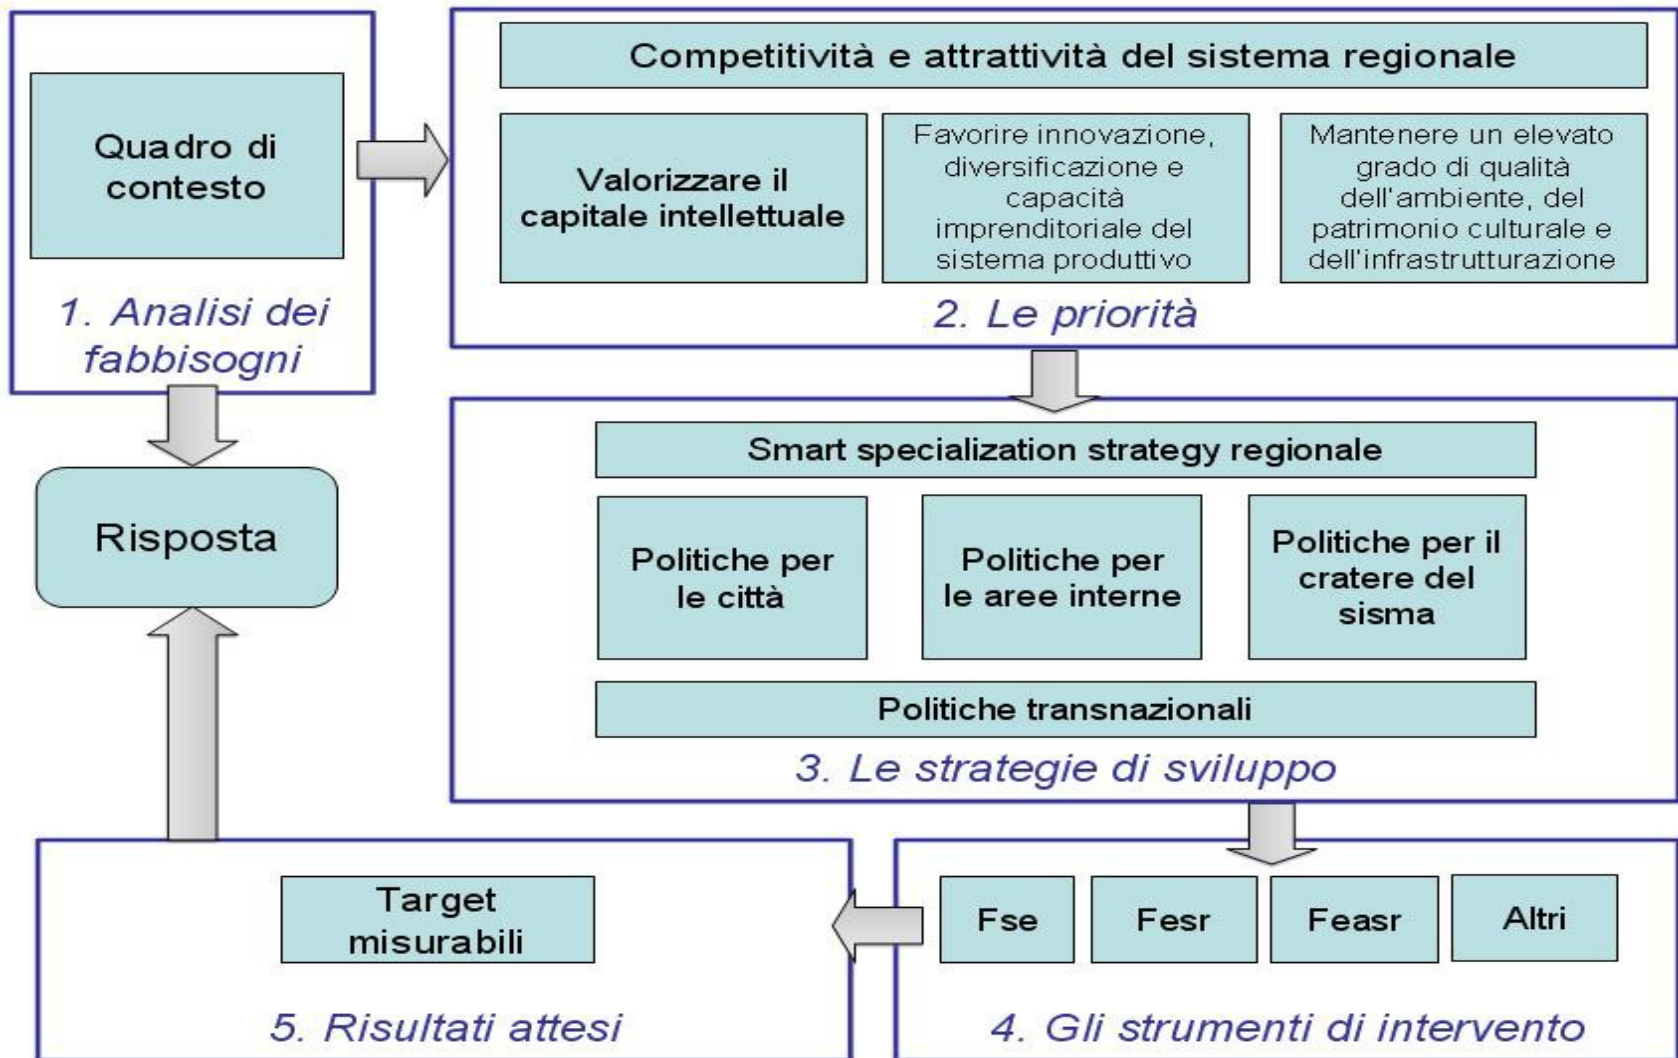 Quadro di
contesto
1. Analisi dei
fabbisogni
Competitività e attrattività del sistema regionale
Valorizzare il
capitale intellettuale
Favorire innovazione,
diversificazione e
capacità
imprenditoriale del
sistema produttivo
Mantenere un elevato
grado di qualità
dell'ambiente, del
patrimonio culturale e
dell'infrastrutturazione
2. Le priorità
Risposta
Smart specialization strategy regionale
Politiche per
le città
Politiche per
le aree interne
Politiche per il
cratere del
sisma
Politiche transnazionali
3. Le strategie di sviluppo
Fse
Fesr
Feasr
Altri
4. Gli strumenti di intervento
Target
misurabili
5. Risultati attesi